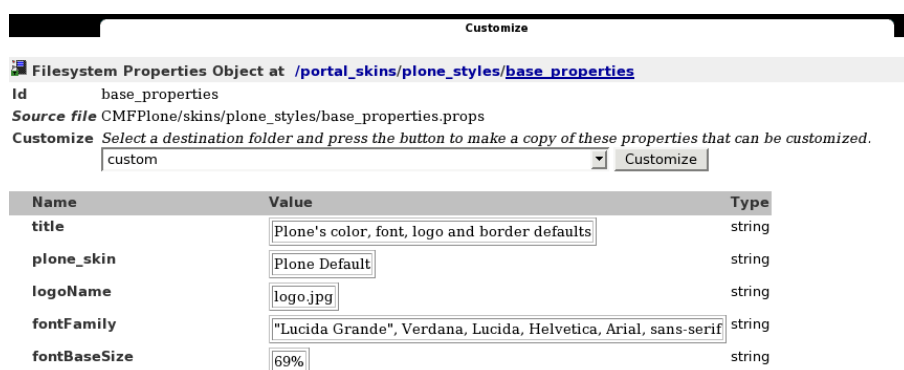 Customize
Filesystem Properties Object at /portal_skins/plone_styles/base_properties
Id base_properties
Source file CMFPlone/skins/plone_styles/base_properties.props
Customize Select a destination folder and press the button to make a copy of these properties that can be customized.
custom Customize
Name Value Type
title Plone's color, font, logo and border defaults string
plone_skin Plone Default string
logoName logo.jpg string
fontFamily "Lucida Grande", Verdana, Lucida, Helvetica, Arial, sans-serif string
fontBaseSize 69% string